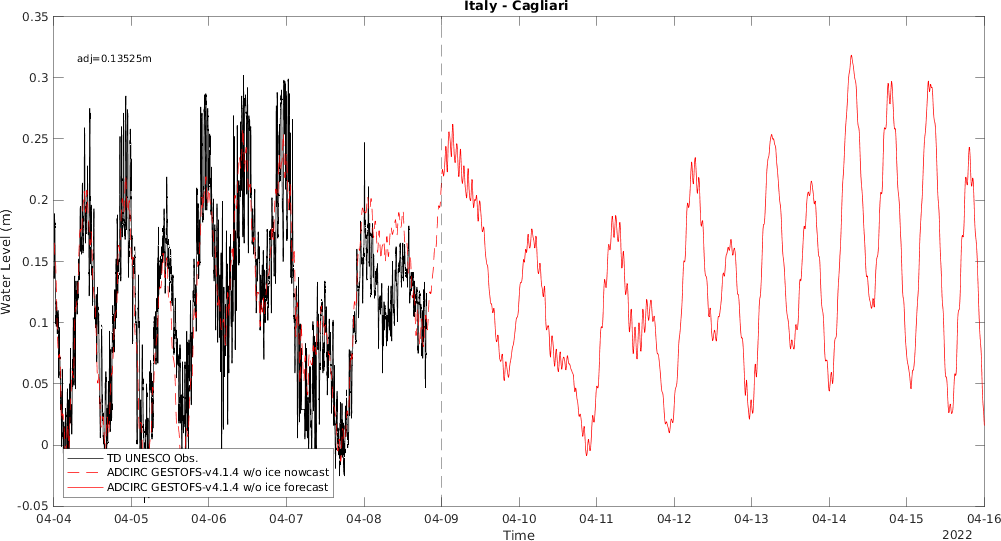 Italy - Cagliari
0.35
adj=0.13525m
0.3
0.25
0.2
0.15
0.1
0.05
0
-0.05
Water Level (m)
TD UNESCO Obs.
ADCIRC GESTOFS-v4.1.4 w/o ice nowcast
ADCIRC GESTOFS-v4.1.4 w/o ice forecast
04-04 04-05 04-06 04-07 04-08 04-09 04-10 04-11 04-12 04-13 04-14 04-15 04-16
Time
2022